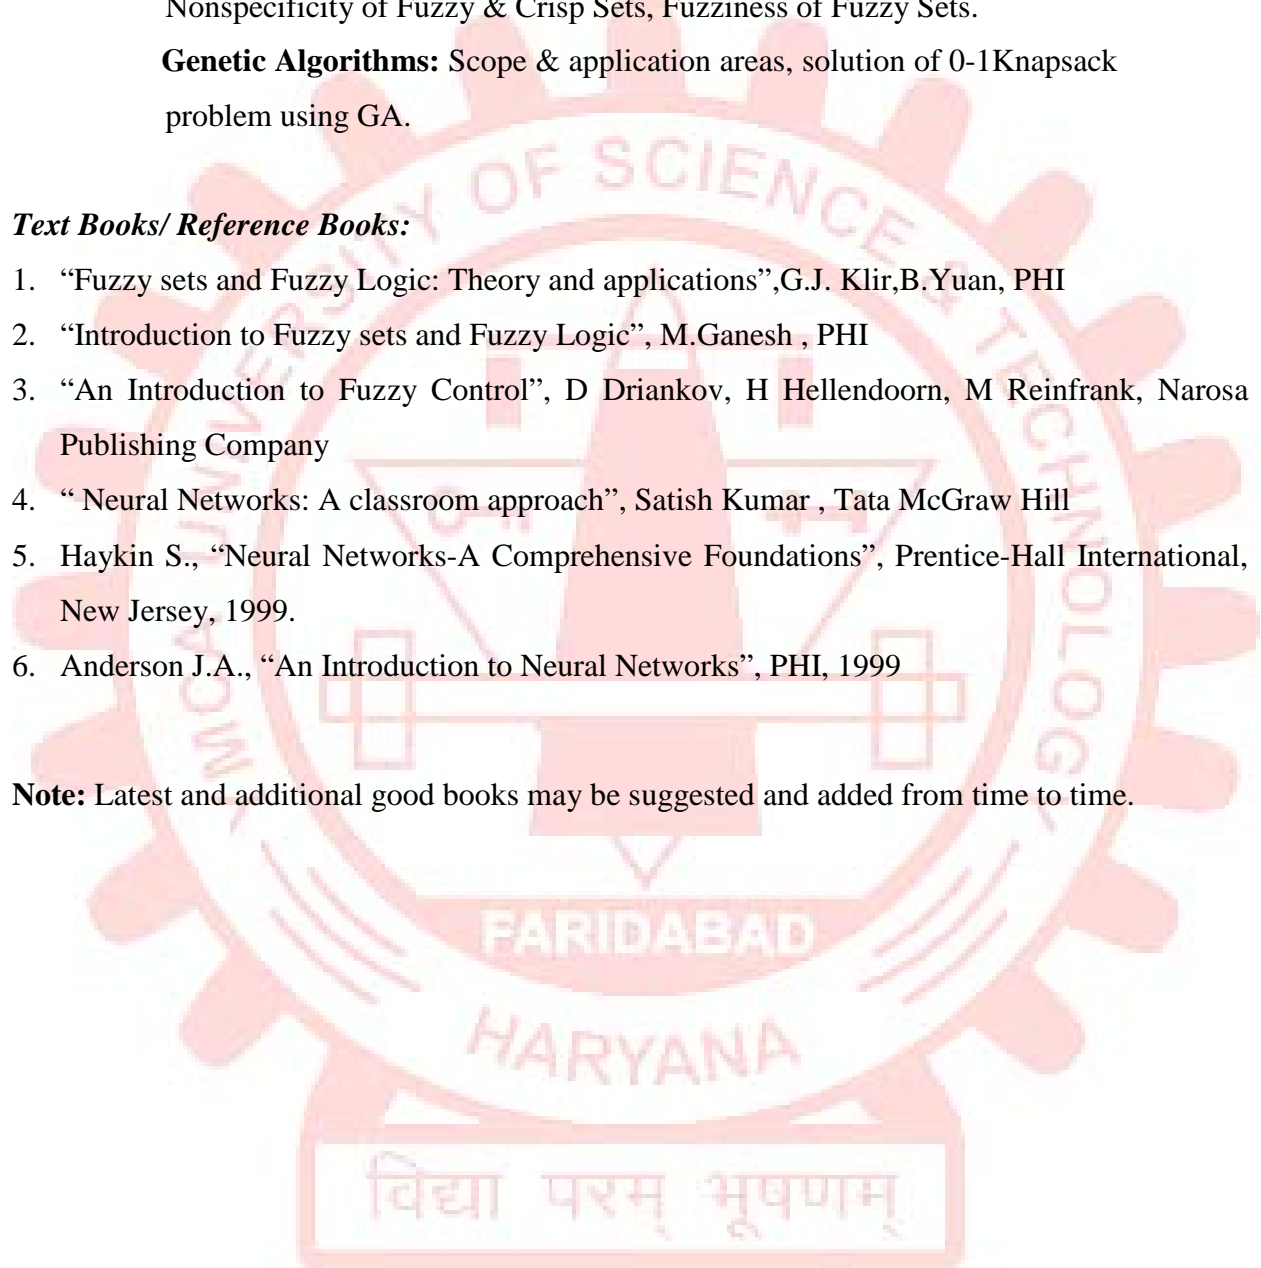 Nonspecificity of Fuzzy & Crisp Sets, Fuzziness of Fuzzy Sets.
Genetic Algorithms: Scope & application areas, solution of 0-1Knapsack
problem using GA.
Text Books/ Reference Books:
1. “Fuzzy sets and Fuzzy Logic: Theory and applications”,G.J. Klir,B.Yuan, PHI
2. “Introduction to Fuzzy sets and Fuzzy Logic”, M.Ganesh , PHI
3. “An Introduction to Fuzzy Control”, D Driankov, H Hellendoorn, M Reinfrank, Narosa
Publishing Company
4. “ Neural Networks: A classroom approach”, Satish Kumar , Tata McGraw Hill
5. Haykin S., “Neural Networks-A Comprehensive Foundations”, Prentice-Hall International,
New Jersey, 1999.
6. Anderson J.A., “An Introduction to Neural Networks”, PHI, 1999
Note: Latest and additional good books may be suggested and added from time to time.
YMCA UNIVERSITY OF SCIENCE & TECHNOLOGY
FARIDABAD
HARYANA
विद्या परम् भूषणम्